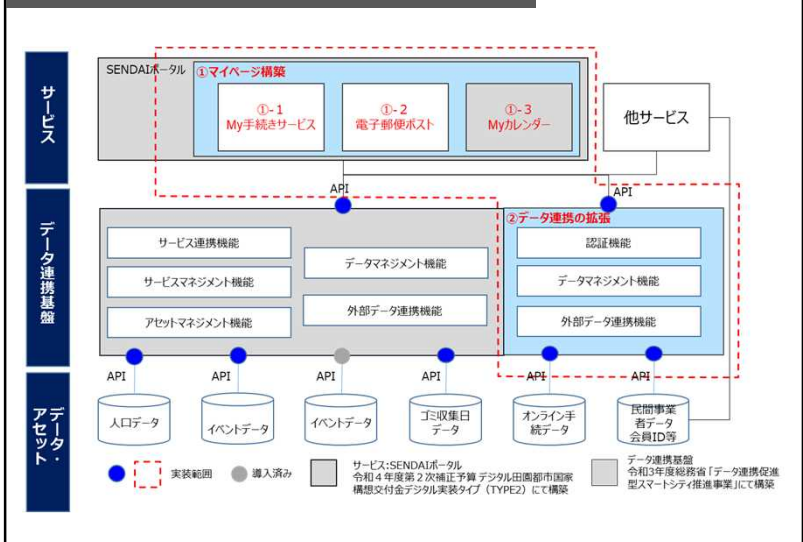 サービス
SENDAIポータル
①マイページ構築
①-1
My手続きサービス
①-2
電子郵便ポスト
①-3
Myカレンダー
他サービス
API
API
データ連携基盤
サービス連携機能
サービスマネジメント機能
アセットマネジメント機能
データマネジメント機能
外部データ連携機能
②データ連携の拡張
認証機能
データマネジメント機能
外部データ連携機能
API
API
API
API
API
API
データ・
アセット
人口データ
イベントデータ
イベントデータ
ゴミ収集日
データ
オンライン手
続データ
民間事業
者データ
会員ID等
実装範囲
導入済み
サービス:SENDAIポータル
令和４年度第２次補正予算 デジタル田園都市国家
構想交付金デジタル実装タイプ（TYPE2）にて構築
データ連携基盤
令和3年度総務省「データ連携促進
型スマートシティ推進事業」にて構築